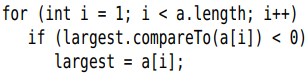 for (int i = 1; i < a.length; i++)
if (largest.compareTo(a[i]) < 0)
largest = a[i];